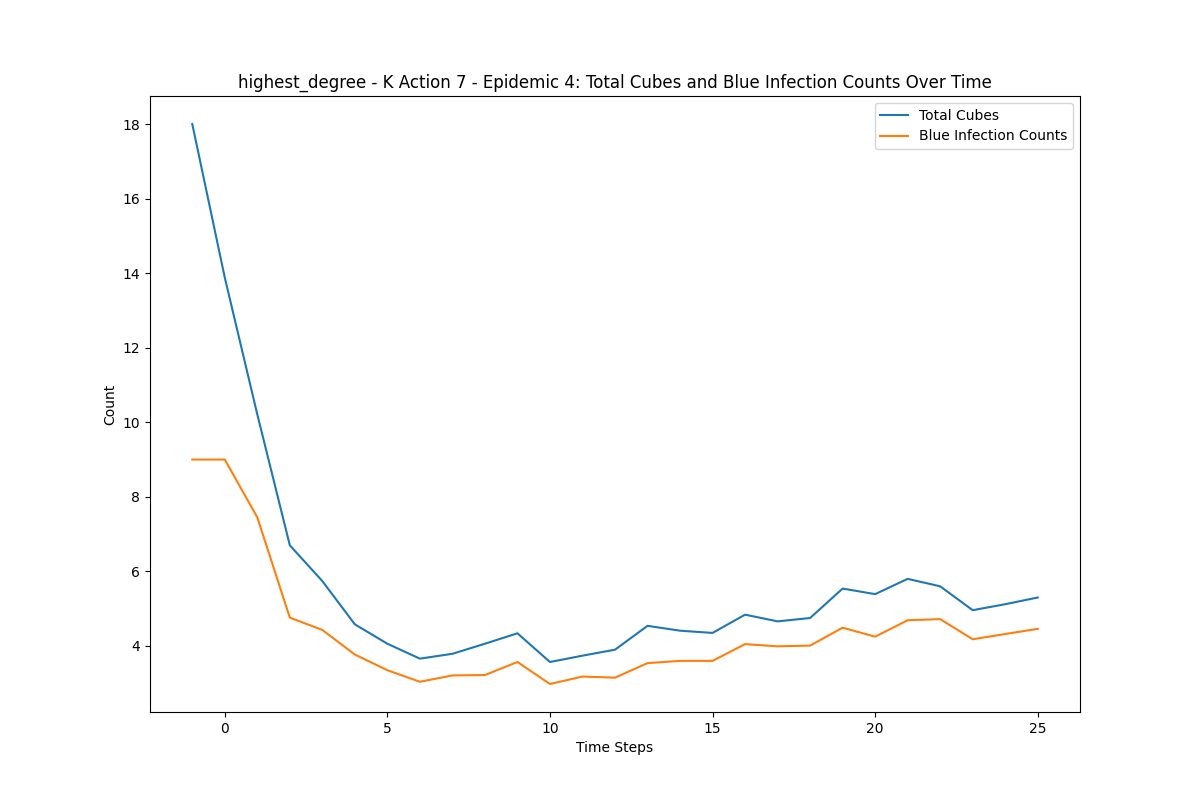 highest_degree - K Action 7 - Epidemic 4: Total Cubes and Blue Infection Counts Over Time
Total Cubes
Blue Infection Counts
18
16
14
12
10
8
6
4
Count
0 5 10 15 20 25
Time Steps